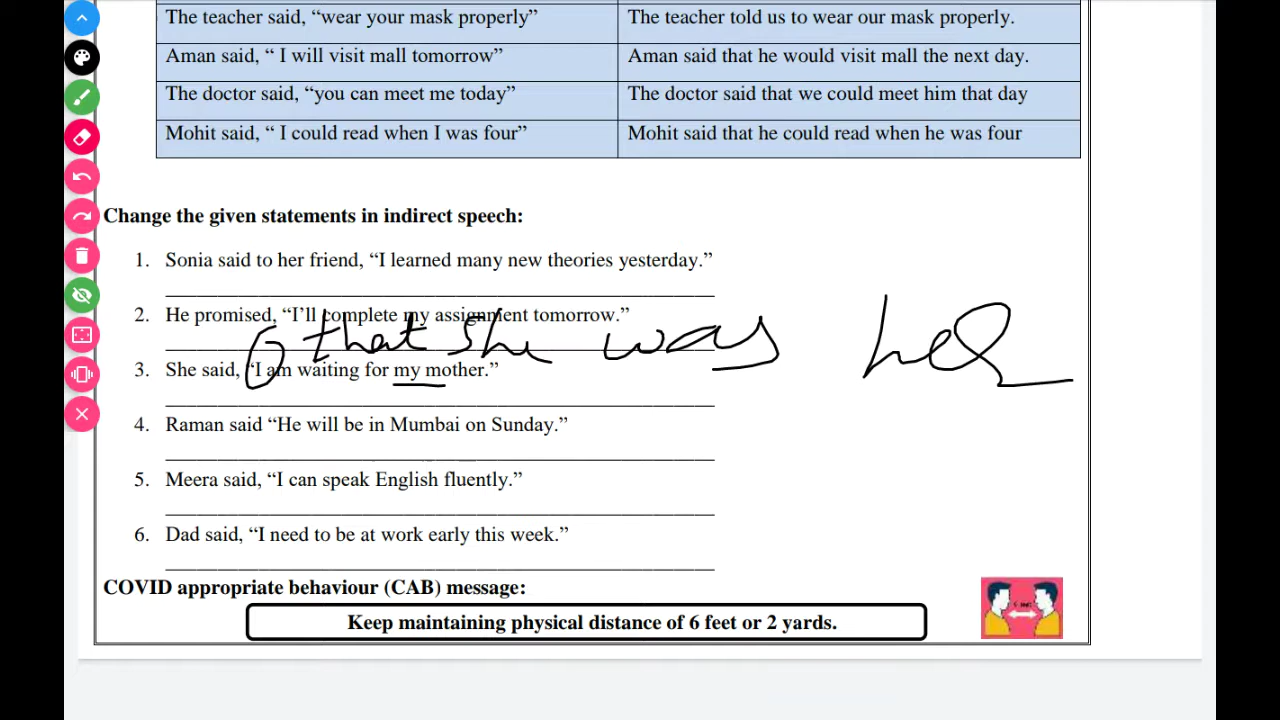 The teacher said, “wear your mask properly” The teacher told us to wear our mask properly.
Aman said, “ I will visit mall tomorrow” Aman said that he would visit mall the next day.
The doctor said, “you can meet me today” The doctor said that we could meet him that day
Mohit said, “ I could read when I was four” Mohit said that he could read when he was four
Change the given statements in indirect speech:
1. Sonia said to her friend, “I learned many new theories yesterday.”
2. He promised, “I’ll complete my assignment tomorrow.”
that she was her
3. She said, “I am waiting for my mother.”
4. Raman said “He will be in Mumbai on Sunday.”
5. Meera said, “I can speak English fluently.”
6. Dad said, “I need to be at work early this week.”
COVID appropriate behaviour (CAB) message:
Keep maintaining physical distance of 6 feet or 2 yards.